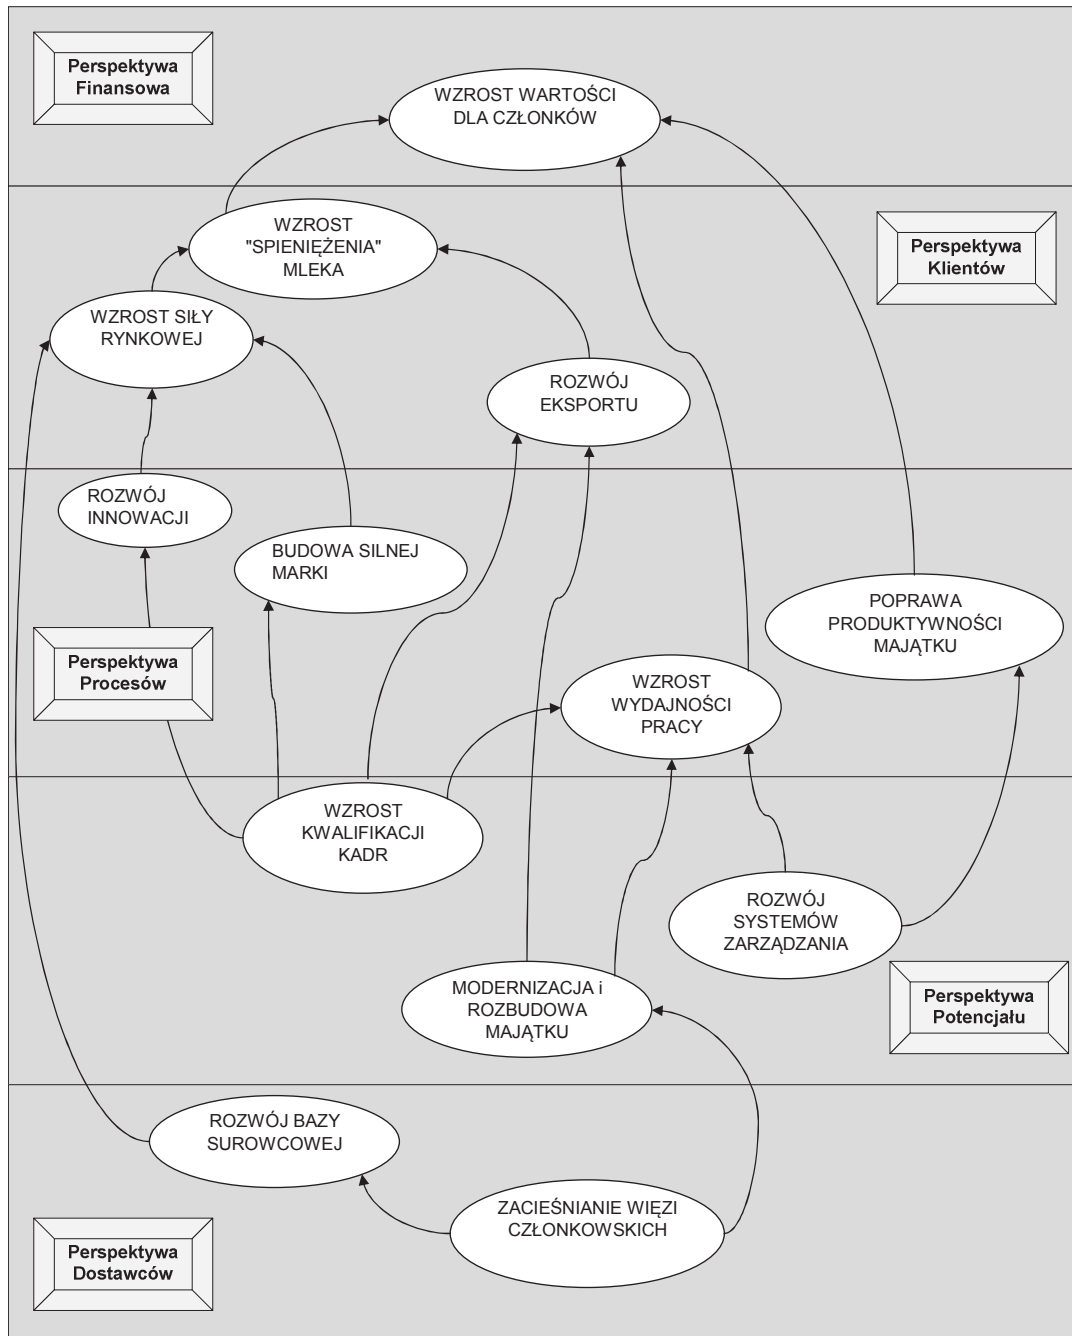 Perspektywa
Finansowa
WZROST WARTOŚCI
DLA CZŁONKÓW
WZROST
"SPIENIĘŻENIA"
MLEKA
Perspektywa
Klientów
WZROST SIŁY
RYNKOWEJ
ROZWÓJ
EKSPORTU
ROZWÓJ
INNOWACJI
BUDOWA SILNEJ
MARKI
POPRAWA
PRODUKTYWNOŚCI
MAJĄTKU
Perspektywa
Procesów
WZROST
WYDAJNOŚCI
PRACY
WZROST
KWALIFIKACJI
KADR
ROZWÓJ
SYSTEMÓW
ZARZĄDZANIA
MODERNIZACJA i
ROZBUDOWA
MAJĄTKU
Perspektywa
Potencjału
ROZWÓJ BAZY
SUROWCOWEJ
ZACIEŚNIANIE WIĘZI
CZŁONKOWSKICH
Perspektywa
Dostawców